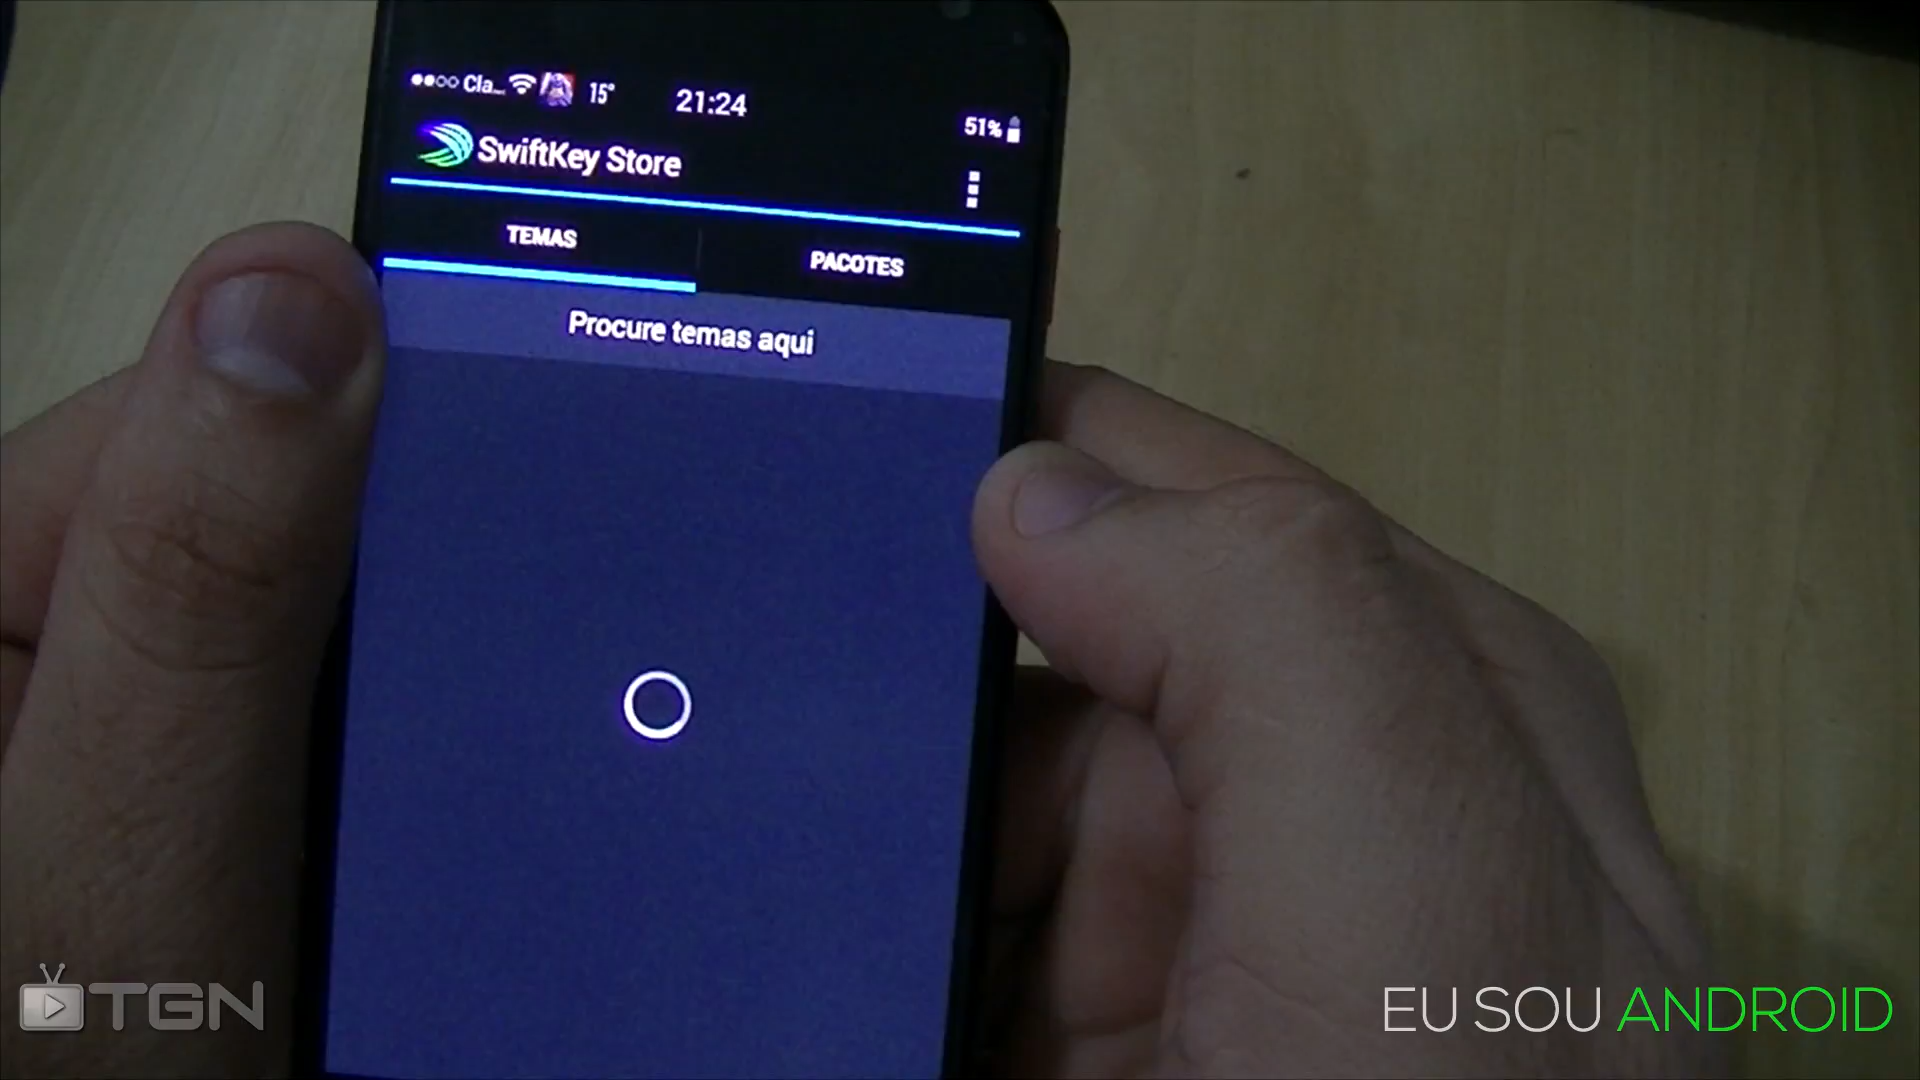 Cla... 15° 21:24 51%
SwiftKey Store
TEMAS
PACOTES
Procure temas aqui
TGN
EU SOU ANDROID